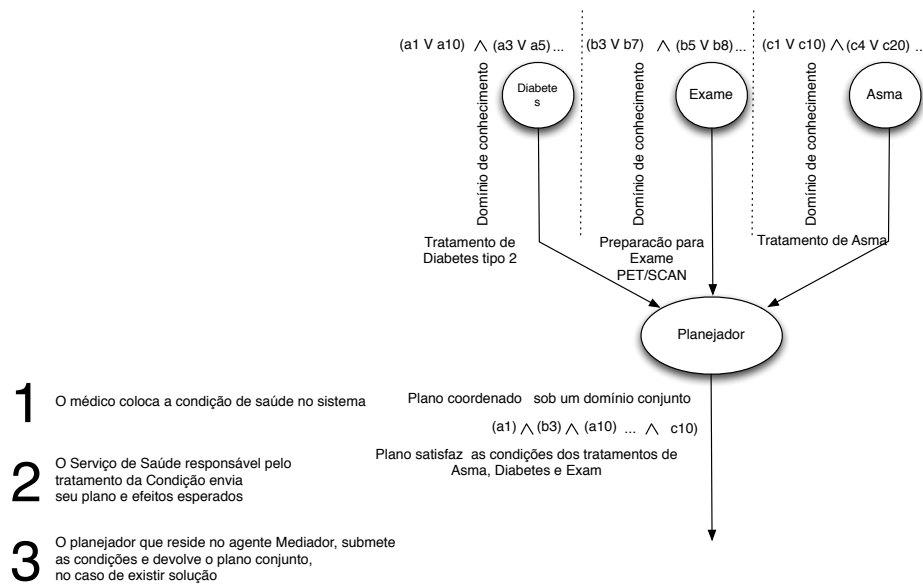 (a1 V a10) ∧ (a3 V a5) ...
(b3 V b7) ∧ (b5 V b8)...
(c1 V c10) ∧ (c4 V c20) ...
Domínio de conhecimento
Diabete
s
Domínio de conhecimento
Exame
Domínio de conhecimento
Asma
Tratamento de
Diabetes tipo 2
Preparacão para
Exame
PET/SCAN
Tratamento de Asma
Planejador
1
O médico coloca a condição de saúde no sistema
2
O Serviço de Saúde responsável pelo
tratamento da Condição envia
seu plano e efeitos esperados
3
O planejador que reside no agente Mediador, submete
as condições e devolve o plano conjunto,
no caso de existir solução
Plano coordenado sob um domínio conjunto
(a1) ∧ (b3) ∧ (a10) ... ∧ c10)
Plano satisfaz as condições dos tratamentos de
Asma, Diabetes e Exam